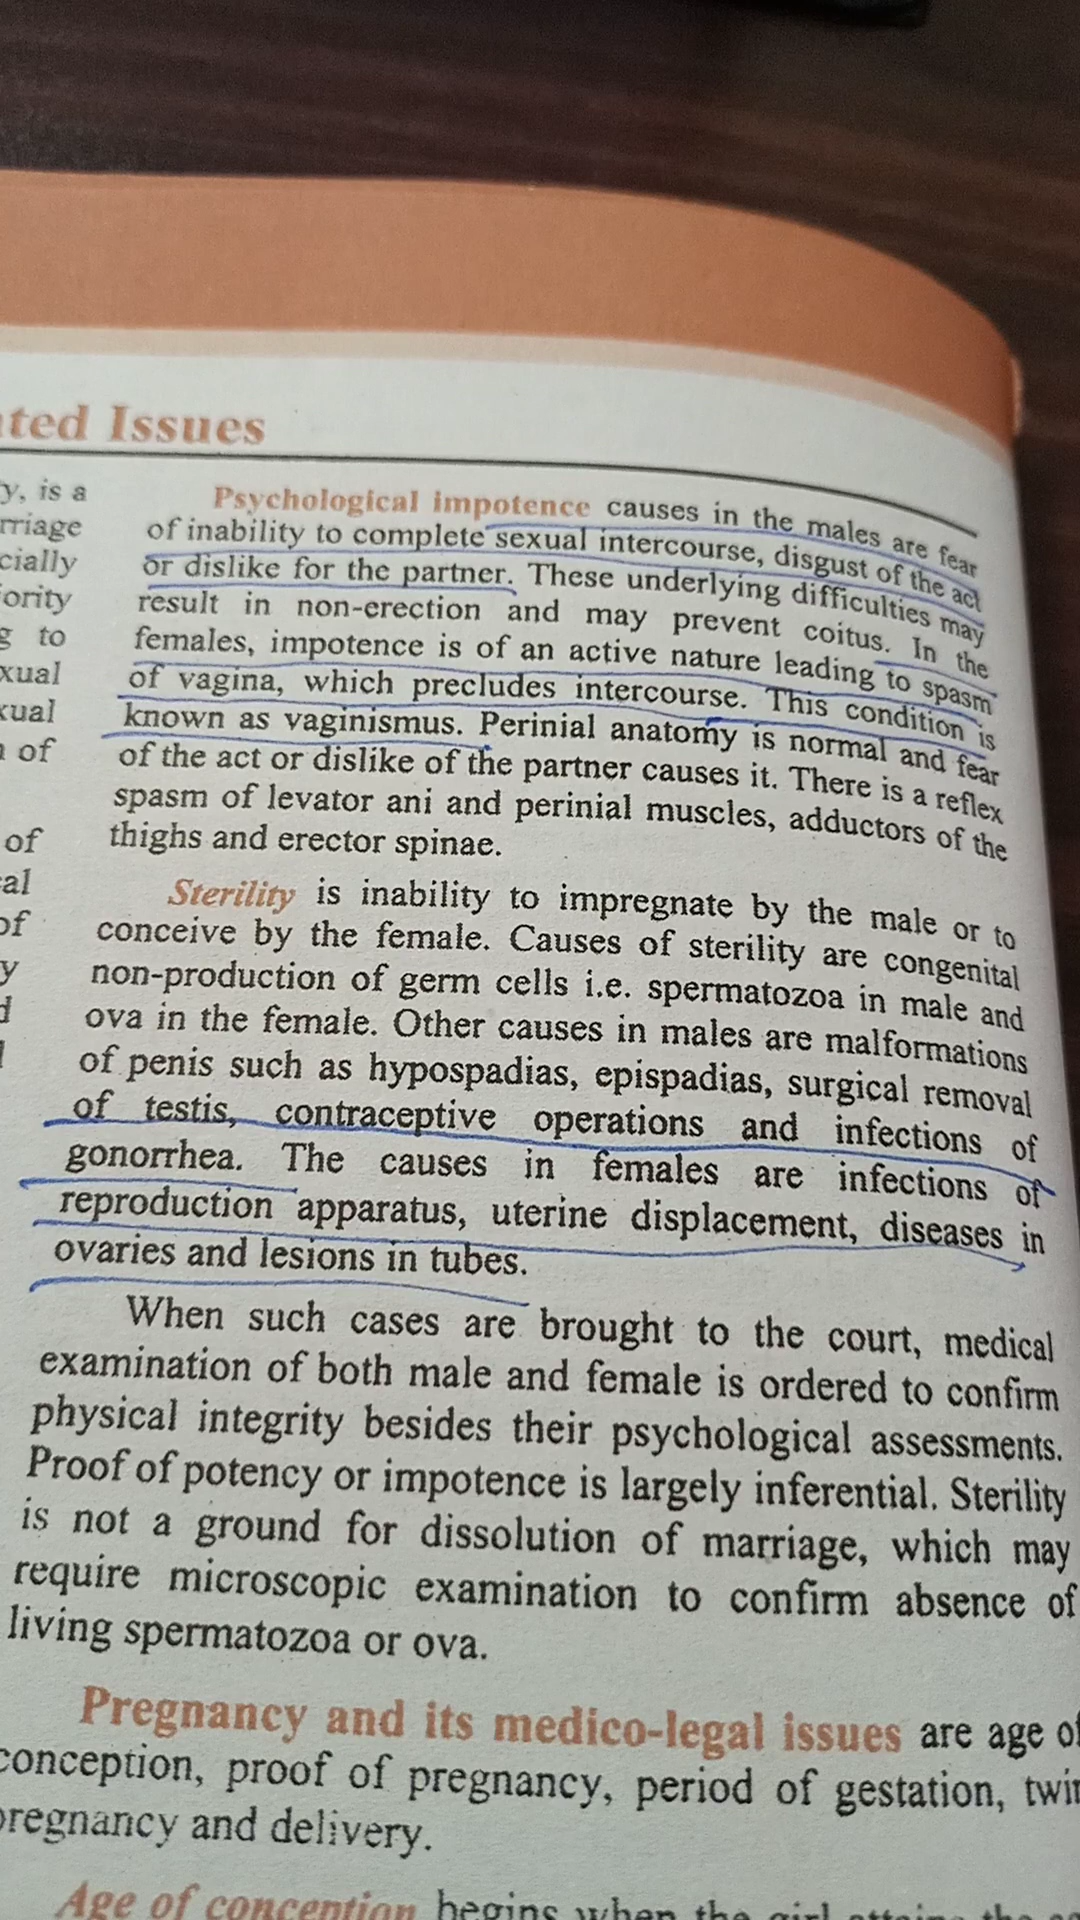 ted Issues
y, is a
rriage
cially
ority
g to
xual
xual
of
of
al
of
y
d
Psychological impotence causes in the males are fear
of inability to complete sexual intercourse, disgust of the act
or dislike for the partner. These underlying difficulties may
result in non-erection and may prevent coitus. In the
females, impotence is of an active nature leading to spasm
of vagina, which precludes intercourse. This condition is
known as vaginismus. Perinial anatomy is normal and fear
of the act or dislike of the partner causes it. There is a reflex
spasm of levator ani and perinial muscles, adductors of the
thighs and erector spinae.
Sterility is inability to impregnate by the male or to
conceive by the female. Causes of sterility are congenital
non-production of germ cells i.e. spermatozoa in male and
ova in the female. Other causes in males are malformations
of penis such as hypospadias, epispadias, surgical removal
of testis, contraceptive operations and infections of
gonorrhea. The causes in females are infections of
reproduction apparatus, uterine displacement, diseases in
ovaries and lesions in tubes.
When such cases are brought to the court, medical
examination of both male and female is ordered to confirm
physical integrity besides their psychological assessments.
Proof of potency or impotence is largely inferential. Sterility
is not a ground for dissolution of marriage, which may
require microscopic examination to confirm absence of
living spermatozoa or ova.
Pregnancy and its medico-legal issues are age of
conception, proof of pregnancy, period of gestation, twin
pregnancy and delivery.
Age of conception begins when the girl attains the